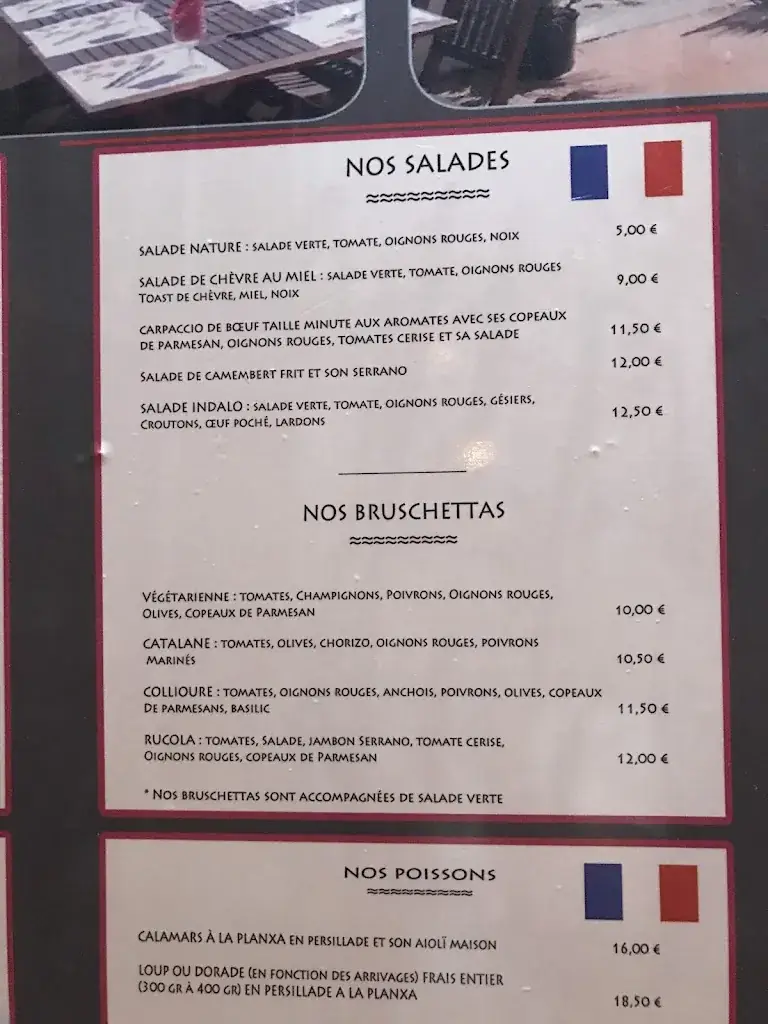 NOS SALADES
SALADE NATURE : SALADE VERTE, TOMATE, OIGNONS ROUGES, NOIX 5,00 €
SALADE DE CHÈVRE AU MIEL : SALADE VERTE, TOMATE, OIGNONS ROUGES
TOAST DE CHÈVRE, MIEL, NOIX 9,00 €
CARPACCIO DE BŒUF TAILLE MINUTE AUX AROMATES AVEC SES COPEAUX
DE PARMESAN, OIGNONS ROUGES, TOMATES CERISE ET SA SALADE 11,50 €
SALADE DE CAMEMBERT FRIT ET SON SERRANO 12,00 €
SALADE INDALO : SALADE VERTE, TOMATE, OIGNONS ROUGES, GÉSIERS,
CROUTONS, ŒUF POCHÉ, LARDONS 12,50 €
NOS BRUSCHETTAS
VÉGÉTARIENNE : TOMATES, CHAMPIGNONS, POIVRONS, OIGNONS ROUGES,
OLIVES, COPEAUX DE PARMESAN 10,00 €
CATALANE : TOMATES, OLIVES, CHORIZO, OIGNONS ROUGES, POIVRONS
MARINÉS 10,50 €
COLLIOURE : TOMATES, OIGNONS ROUGES, ANCHOIS, POIVRONS, OLIVES, COPEAUX
DE PARMESANS, BASILIC 11,50 €
RUCOLA : TOMATES, SALADE, JAMBON SERRANO, TOMATE CERISE,
OIGNONS ROUGES, COPEAUX DE PARMESAN 12,00 €
* NOS BRUSCHETTAS SONT ACCOMPAGNÉES DE SALADE VERTE
NOS POISSONS
CALAMARS À LA PLANXA EN PERSILLADE ET SON AIOLÏ MAISON 16,00 €
LOUP OU DORADE (EN FONCTION DES ARRIVAGES) FRAIS ENTIER
(300 GR À 400 GR) EN PERSILLADE A LA PLANXA 18,50 €